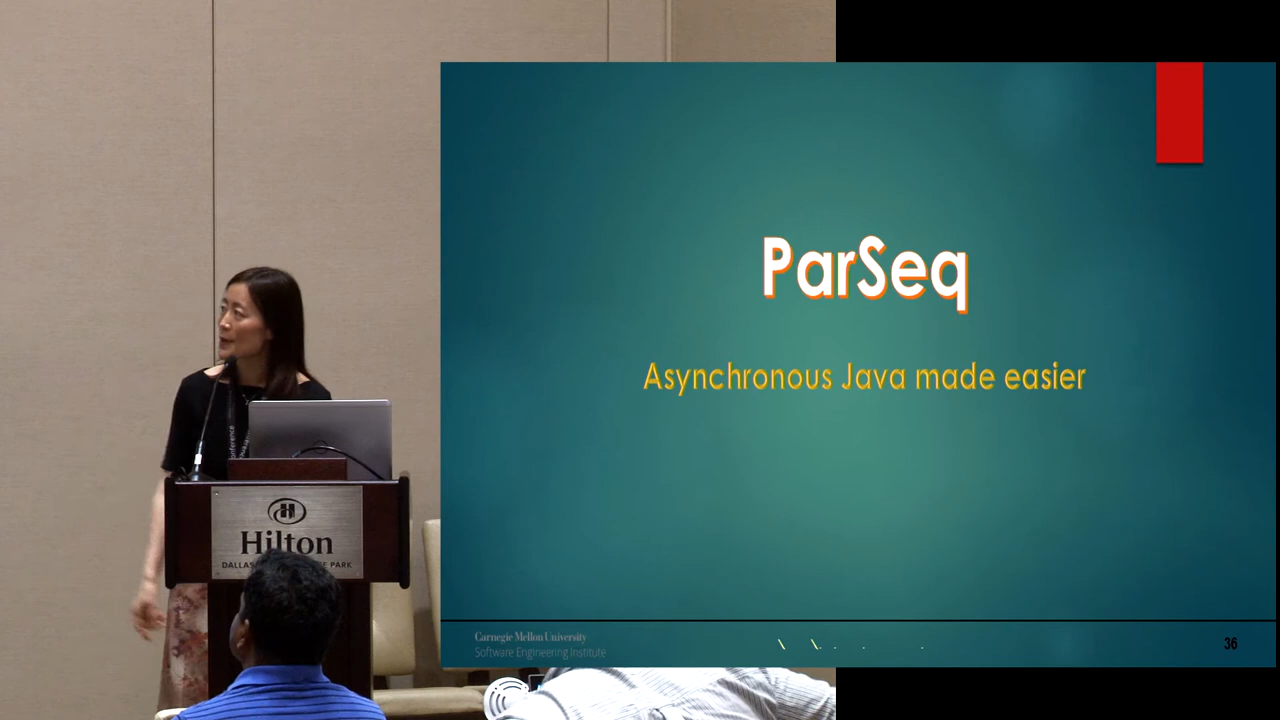 ParSeq
Asynchronous Java made easier
Carnegie Mellon University
Software Engineering Institute
36
Hilton
DALLAS
PARK